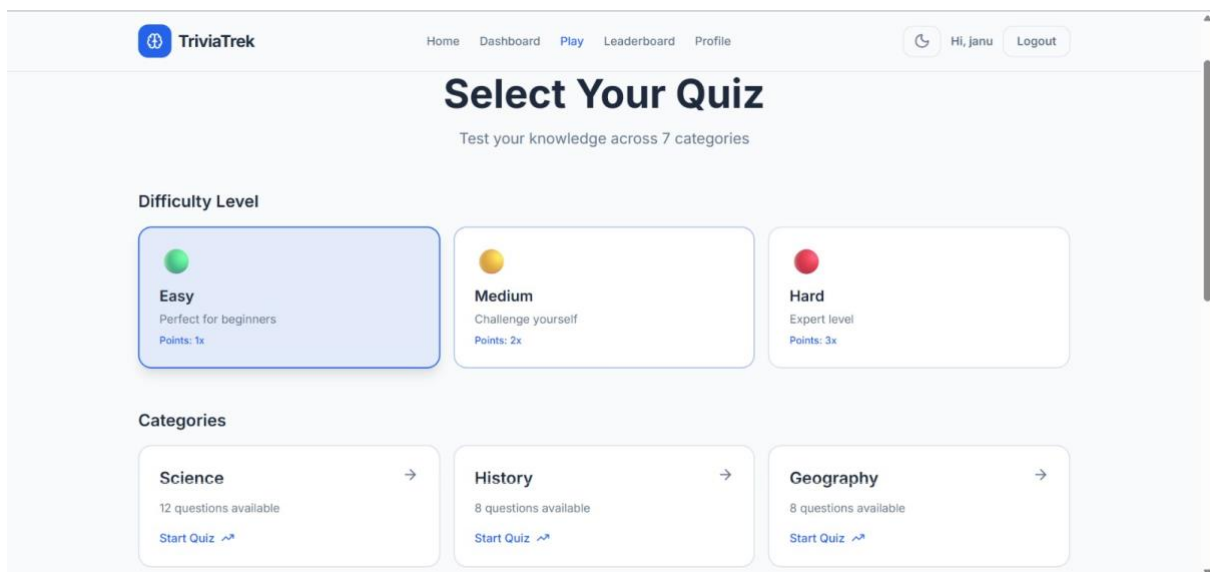 TriviaTrek
Home Dashboard Play Leaderboard Profile
Hi, janu Logout
Select Your Quiz
Test your knowledge across 7 categories
Difficulty Level
Easy
Perfect for beginners
Points: 1x
Medium
Challenge yourself
Points: 2x
Hard
Expert level
Points: 3x
Categories
Science
12 questions available
Start Quiz
History
8 questions available
Start Quiz
Geography
8 questions available
Start Quiz